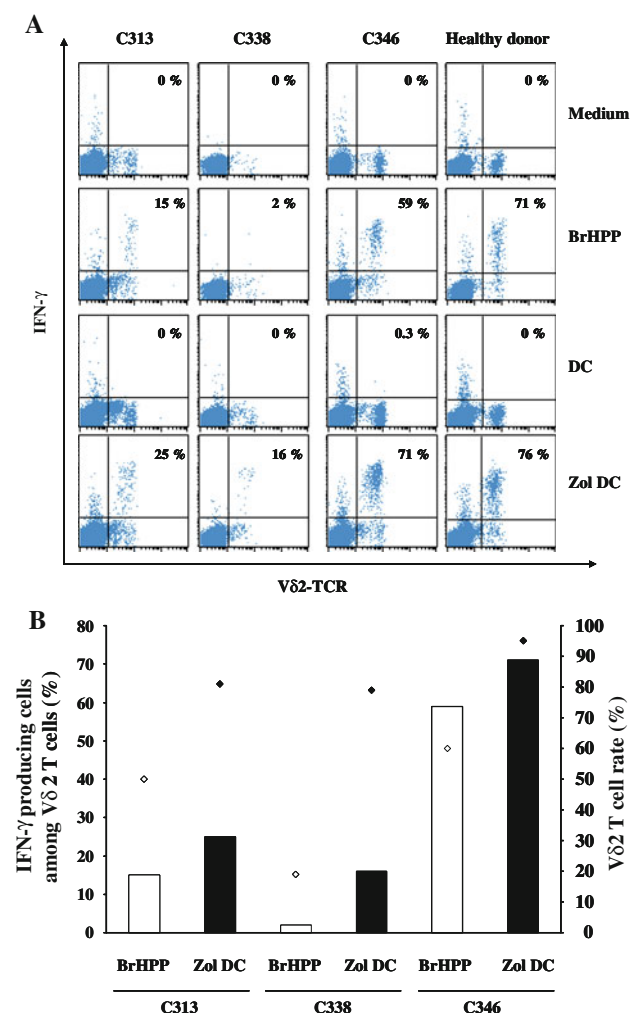 A
C313 C338 C346 Healthy donor
0 % 0 % 0 % 0 % Medium
15 % 2 % 59 % 71 % BrHPP
0 % 0 % 0.3 % 0 % DC
25 % 16 % 71 % 76 % Zol DC
IFN-γ
Vδ2-TCR
B
IFN-γ producing cells
among Vδ 2 T cells (%)
80
70
60
50
40
30
20
10
0
100
90
80
70
60
50
40
30
20
10
0
Vδ2 T cell rate (%)
BrHPP Zol DC BrHPP Zol DC BrHPP Zol DC
C313 C338 C346